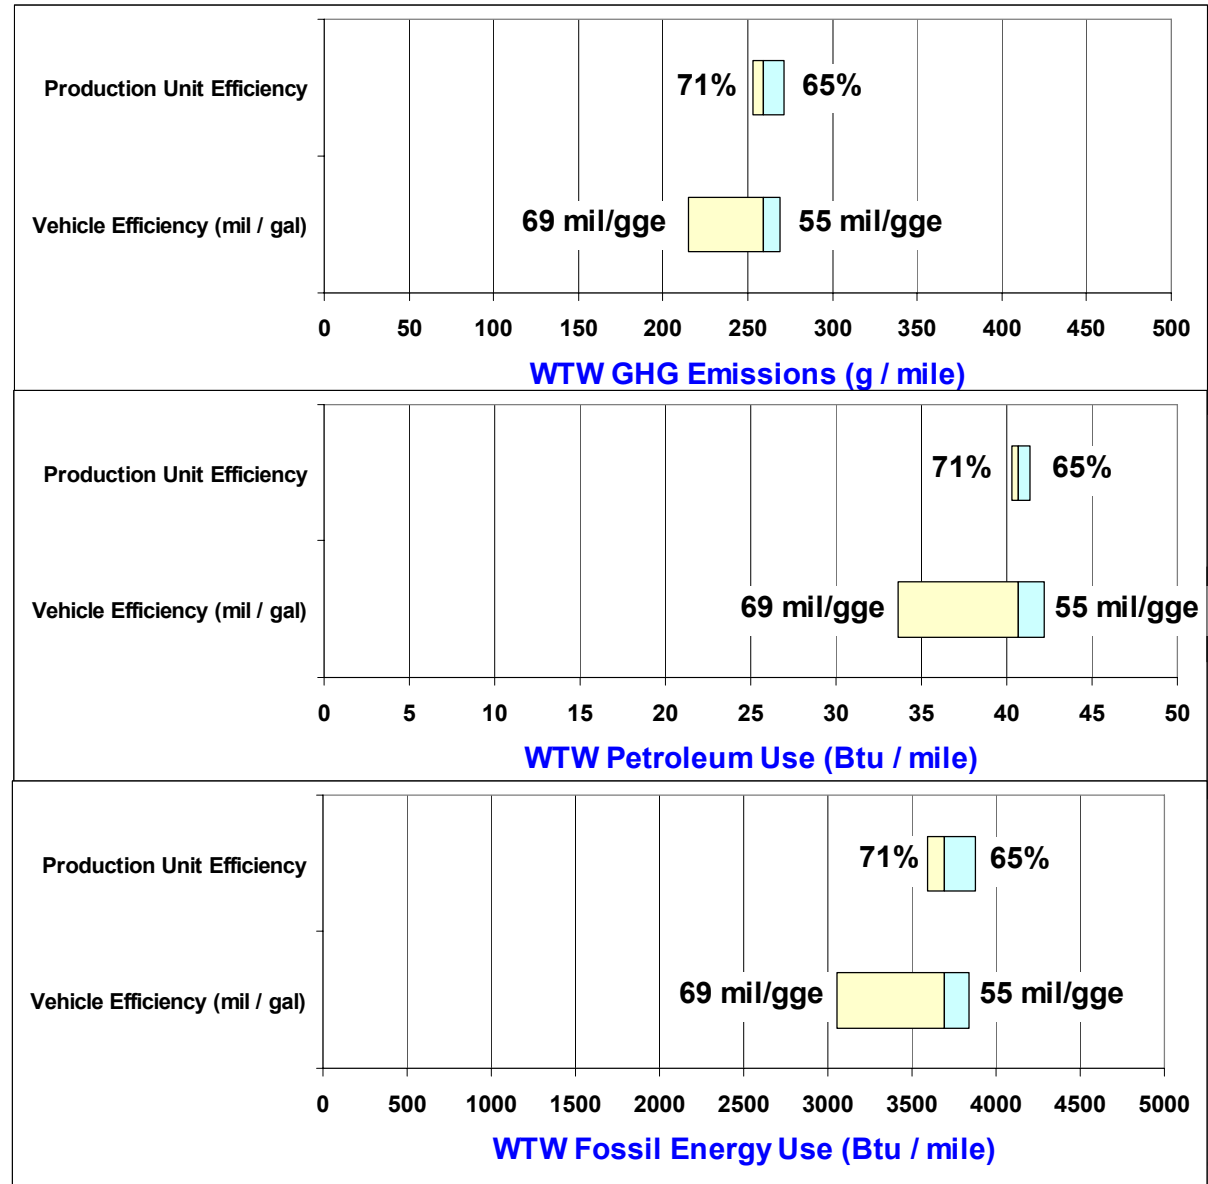 Production Unit Efficiency
71% 65%
Vehicle Efficiency (mil / gal)
69 mil/gge 55 mil/gge
0 50 100 150 200 250 300 350 400 450 500
WTW GHG Emissions (g / mile)
Production Unit Efficiency
71% 65%
Vehicle Efficiency (mil / gal)
69 mil/gge 55 mil/gge
0 5 10 15 20 25 30 35 40 45 50
WTW Petroleum Use (Btu / mile)
Production Unit Efficiency
71% 65%
Vehicle Efficiency (mil / gal)
69 mil/gge 55 mil/gge
0 500 1000 1500 2000 2500 3000 3500 4000 4500 5000
WTW Fossil Energy Use (Btu / mile)